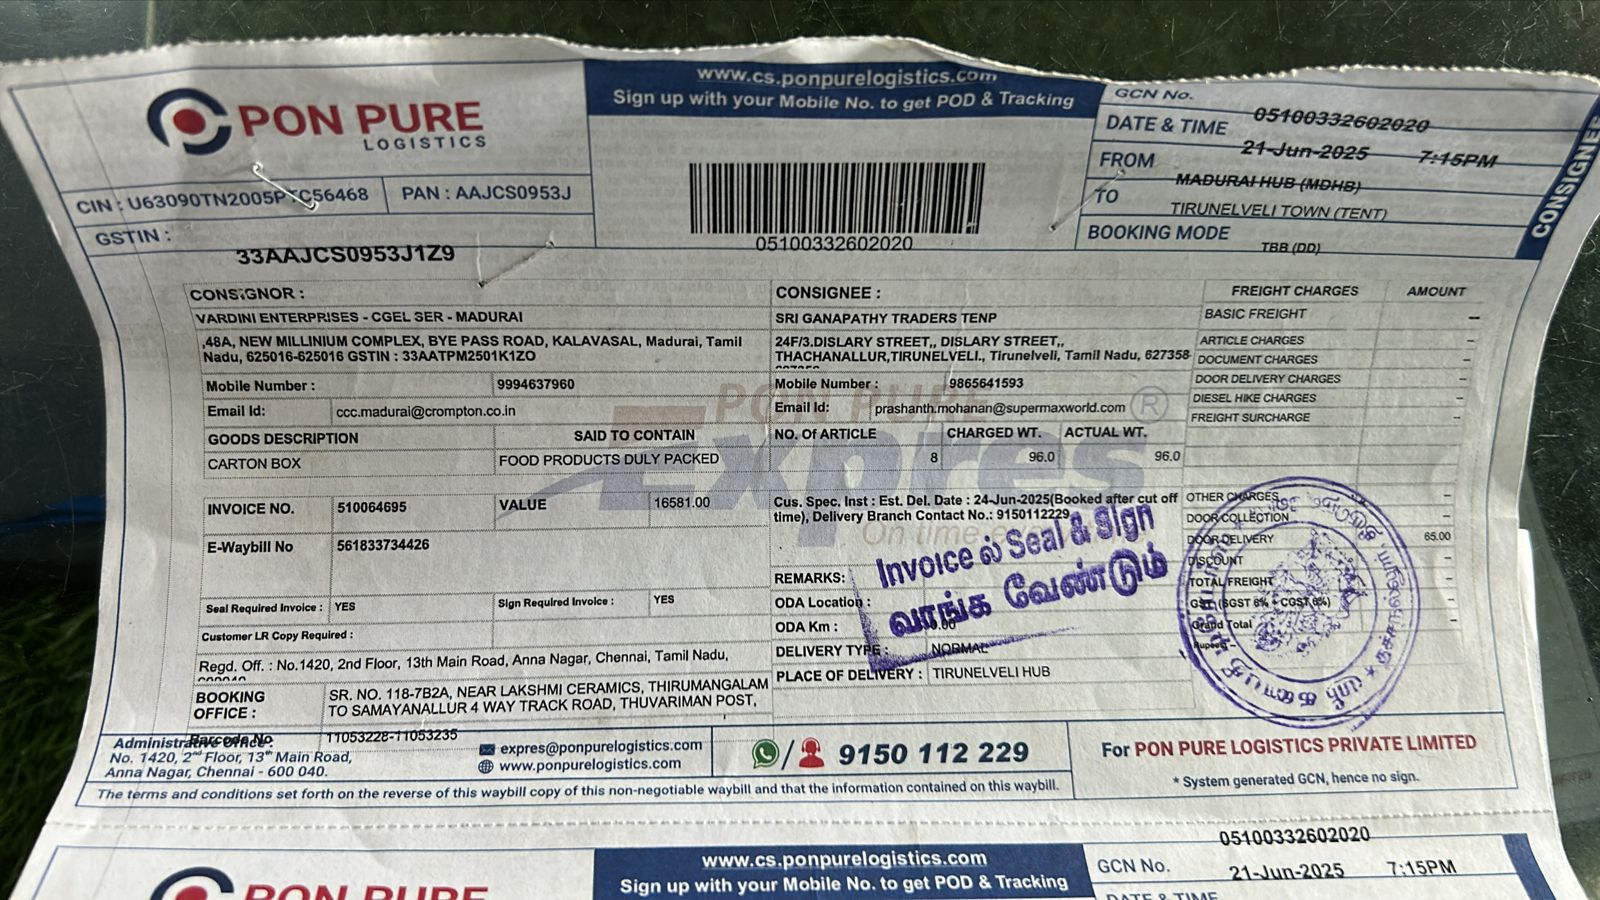 PON PURE
LOGISTICS
CIN : U63090TN2005P C56468
PAN : AAJCS0953J
GSTIN :
33AAJCS0953J1Z9
www.cs.ponpurelogistics.com
Sign up with your Mobile No. to get POD & Tracking
05100332602020
GCN No.
05100332602020
DATE & TIME
21-Jun-2025 7:15PM
FROM
MADURAI HUB (MDHB)
TO
TIRUNELVELI TOWN (TENT)
BOOKING MODE
TBB (DD)
CONSIGNEE
CONSIGNOR :
VARDINI ENTERPRISES - CGEL SER - MADURAI
,48A, NEW MILLINIUM COMPLEX, BYE PASS ROAD, KALAVASAL, Madurai, Tamil
Nadu, 625016-625016 GSTIN : 33AATPM2501K1ZO
Mobile Number : 9994637960
Email Id: ccc.madurai@crompton.co.in
GOODS DESCRIPTION SAID TO CONTAIN
CARTON BOX FOOD PRODUCTS DULY PACKED
CONSIGNEE :
SRI GANAPATHY TRADERS TENP
24F/3.DISLARY STREET,, DISLARY STREET,,
THACHANALLUR,TIRUNELVELI., Tirunelveli, Tamil Nadu, 627358
Mobile Number : 9865641593
Email Id: prashanth.mohanan@supermaxworld.com
NO. OF ARTICLE CHARGED WT. ACTUAL WT.
8 96.0 96.0
PON PURE
Expres
®
On time
FREIGHT CHARGES AMOUNT
BASIC FREIGHT –
ARTICLE CHARGES –
DOCUMENT CHARGES –
DOOR DELIVERY CHARGES –
DIESEL HIKE CHARGES –
FREIGHT SURCHARGE –
OTHER CHARGES –
DOOR COLLECTION –
DOOR DELIVERY 65.00
DISCOUNT –
TOTAL FREIGHT –
GST (SGST 6% + CGST 6%) –
Grand Total –
Rupees –
INVOICE NO. 510064695 VALUE 16581.00
E-Waybill No 561833734426
Seal Required Invoice : YES Sign Required Invoice : YES
Customer LR Copy Required :
Regd. Off. : No.1420, 2nd Floor, 13th Main Road, Anna Nagar, Chennai, Tamil Nadu,
BOOKING
OFFICE :
SR. NO. 118-7B2A, NEAR LAKSHMI CERAMICS, THIRUMANGALAM
TO SAMAYANALLUR 4 WAY TRACK ROAD, THUVARIMAN POST,
Barcode No 11053228-11053235
Cus. Spec. Inst : Est. Del. Date : 24-Jun-2025(Booked after cut off
time), Delivery Branch Contact No.: 9150112229
REMARKS:
ODA Location :
ODA Km :
DELIVERY TYPE : NORMAL
PLACE OF DELIVERY : TIRUNELVELI HUB
Invoice ல் Seal & Sign
வாங்க வேண்டும்
Administrative Office:
No. 1420, 2nd Floor, 13th Main Road,
Anna Nagar, Chennai - 600 040.
expres@ponpurelogistics.com
www.ponpurelogistics.com
/ 9150 112 229
For PON PURE LOGISTICS PRIVATE LIMITED
* System generated GCN, hence no sign.
The terms and conditions set forth on the reverse of this waybill copy of this non-negotiable waybill and that the information contained on this waybill.
PON PURE
www.cs.ponpurelogistics.com
Sign up with your Mobile No. to get POD & Tracking
05100332602020
GCN No.
21-Jun-2025 7:15PM
DATE & TIME